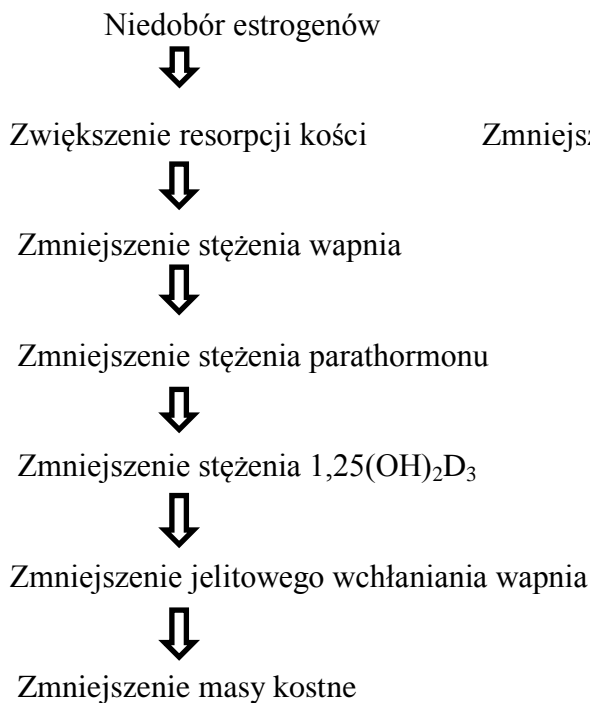 Niedobór estrogenów
Zwiększenie resorpcji kości Zmniejs
Zmniejszenie stężenia wapnia
Zmniejszenie stężenia parathormonu
Zmniejszenie stężenia 1,25(OH)₂D₃
Zmniejszenie jelitowego wchłaniania wapnia
Zmniejszenie masy kostne